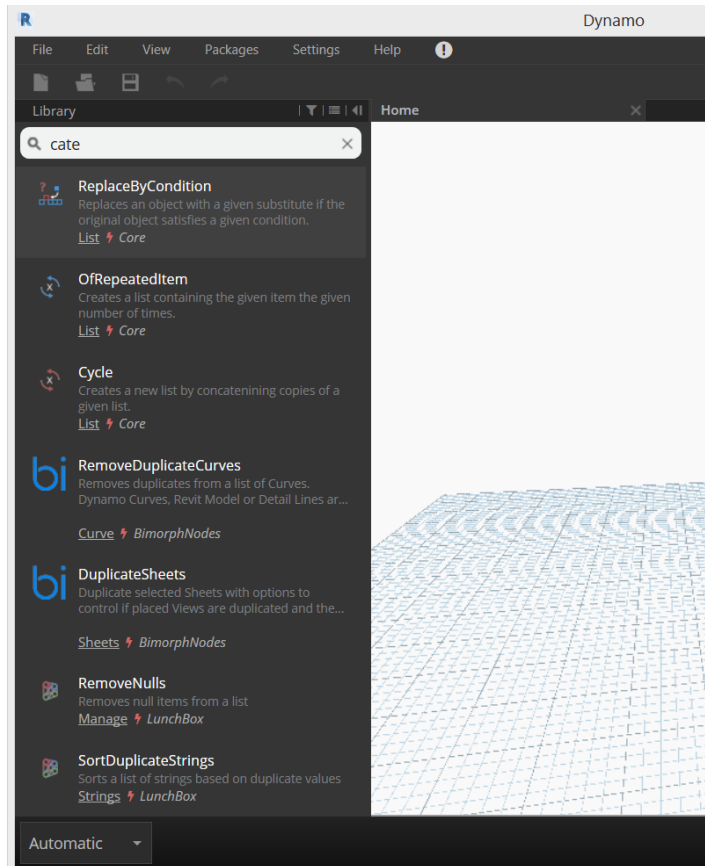 R
Dynamo
File Edit View Packages Settings Help !
Library Home
cate
ReplaceByCondition
Replaces an object with a given substitute if the
original object satisfies a given condition.
List Core
OfRepeatedItem
Creates a list containing the given item the given
number of times.
List Core
Cycle
Creates a new list by concatenining copies of a
given list.
List Core
bi
RemoveDuplicateCurves
Removes duplicates from a list of Curves.
Dynamo Curves, Revit Model or Detail Lines ar...
Curve BimorphNodes
bi
DuplicateSheets
Duplicate selected Sheets with options to
control if placed Views are duplicated and the...
Sheets BimorphNodes
RemoveNulls
Removes null items from a list
Manage LunchBox
SortDuplicateStrings
Sorts a list of strings based on duplicate values
Strings LunchBox
Automatic